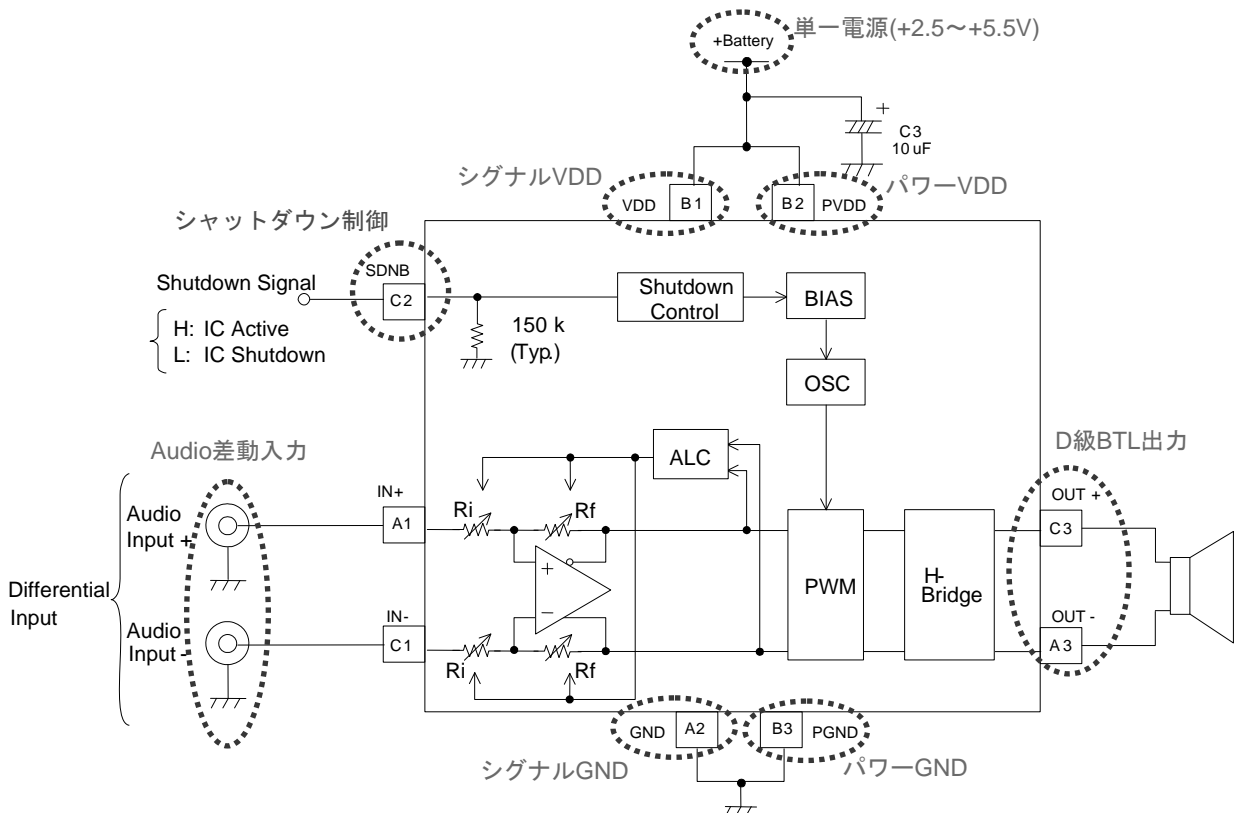 単一電源(+2.5～+5.5V)
+Battery
+
C3
10 uF
シグナルVDD
パワーVDD
VDD
B1
B2
PVDD
シャットダウン制御
SDNB
Shutdown Signal
C2
H: IC Active
L: IC Shutdown
150 k
(Typ.)
Shutdown
Control
BIAS
OSC
Audio差動入力
ALC
D級BTL出力
IN+
OUT +
Audio
Input +
A1
Ri
Rf
C3
+
−
PWM
H-
Bridge
Differential
Input
IN-
OUT -
Audio
Input -
C1
A3
Ri
Rf
GND
A2
B3
PGND
シグナルGND
パワーGND